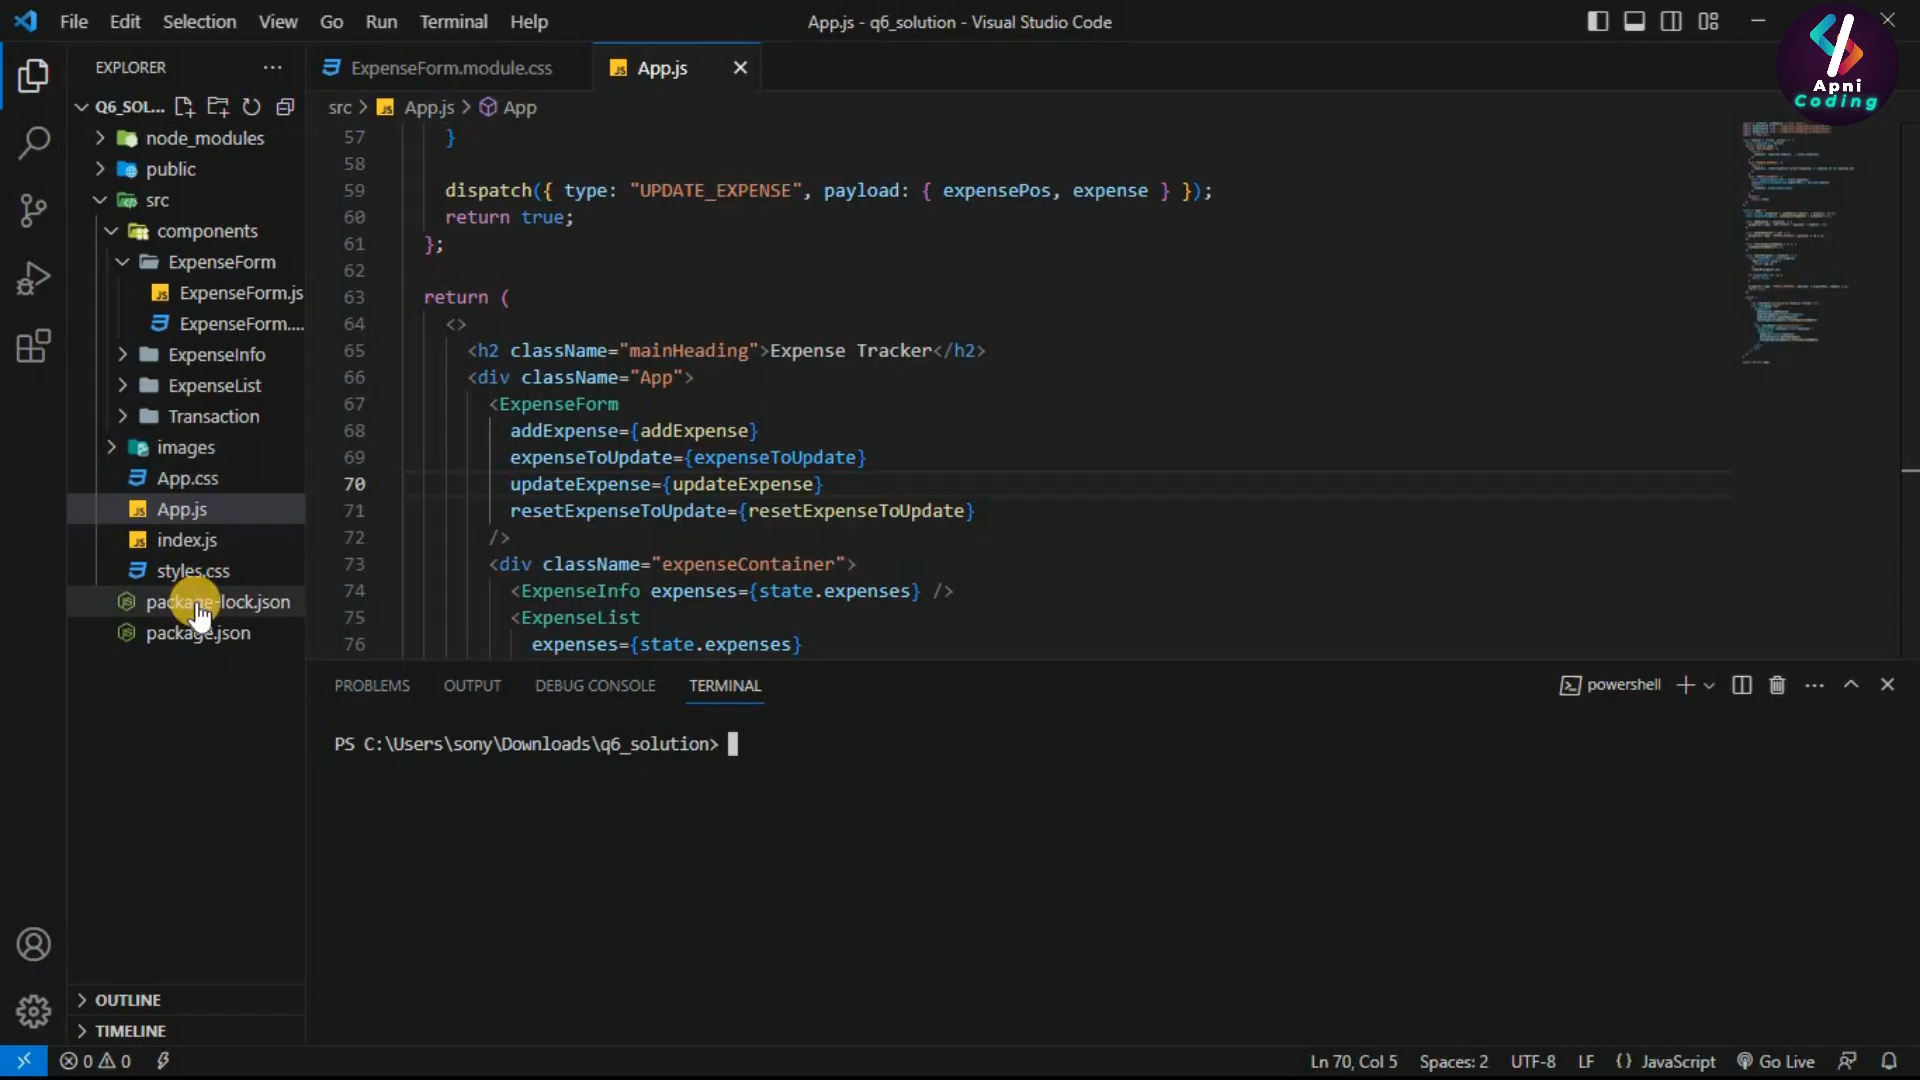 File Edit Selection View Go Run Terminal Help
App.js - q6_solution - Visual Studio Code
Apni
Coding
EXPLORER
Q6_SOL...
node_modules
public
src
components
ExpenseForm
ExpenseForm.js
ExpenseForm....
ExpenseInfo
ExpenseList
Transaction
images
App.css
App.js
index.js
styles.css
package-lock.json
package.json
OUTLINE
TIMELINE
ExpenseForm.module.css
App.js
src > App.js > App
57 }
58
59 dispatch({ type: "UPDATE_EXPENSE", payload: { expensePos, expense } });
60 return true;
61 };
62
63 return (
64 <>
65 <h2 className="mainHeading">Expense Tracker</h2>
66 <div className="App">
67 <ExpenseForm
68 addExpense={addExpense}
69 expenseToUpdate={expenseToUpdate}
70 updateExpense={updateExpense}
71 resetExpenseToUpdate={resetExpenseToUpdate}
72 />
73 <div className="expenseContainer">
74 <ExpenseInfo expenses={state.expenses} />
75 <ExpenseList
76 expenses={state.expenses}
PROBLEMS OUTPUT DEBUG CONSOLE TERMINAL
powershell
PS C:\Users\sony\Downloads\q6_solution>
0 0
Ln 70, Col 5 Spaces: 2 UTF-8 LF {} JavaScript Go Live